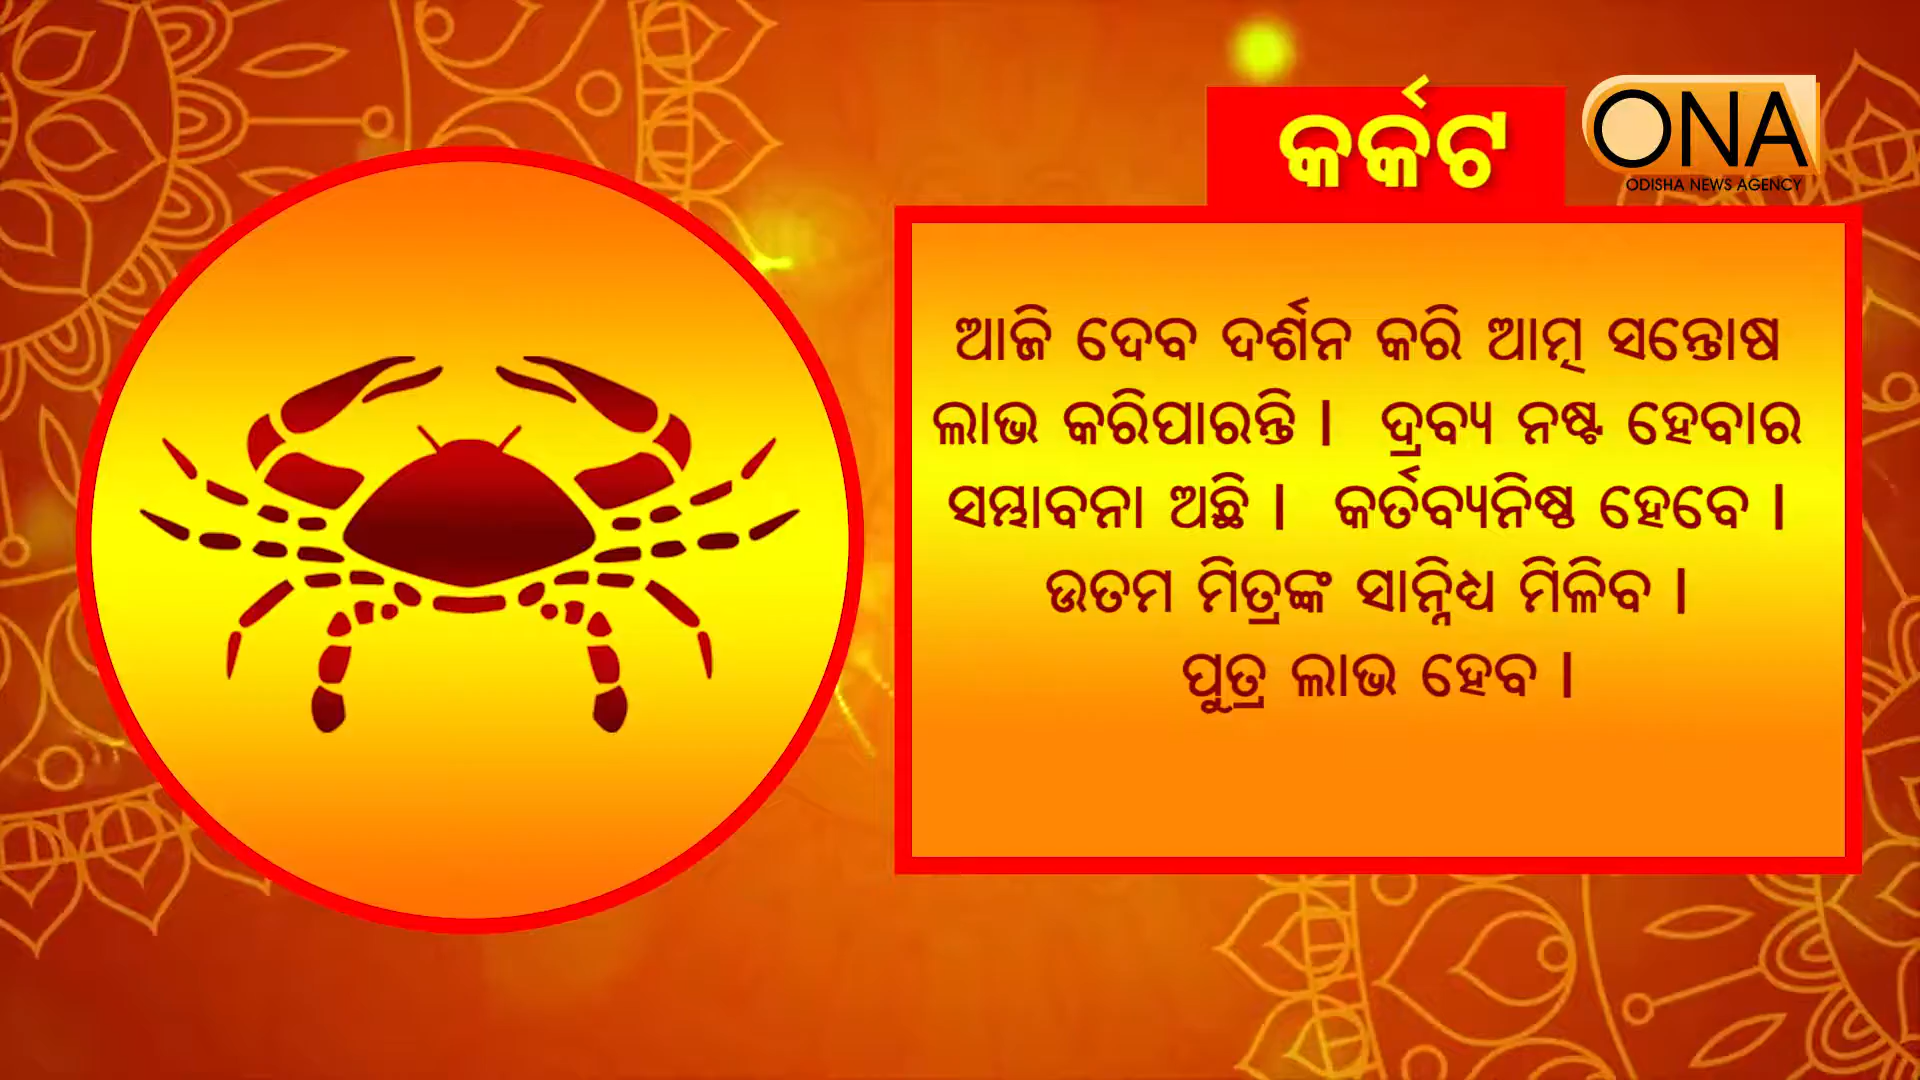 କର୍କଟ
ONA
ODISHA NEWS AGENCY
ଆଜି ଦେବ ଦର୍ଶନ କରି ଆତ୍ମ ସନ୍ତୋଷ
ଲାଭ କରିପାରନ୍ତି । ଦ୍ରବ୍ୟ ନଷ୍ଟ ହେବାର
ସମ୍ଭାବନା ଅଛି । କର୍ତବ୍ୟନିଷ୍ଠ ହେବେ ।
ଉତମ ମିତ୍ରଙ୍କ ସାନ୍ନିଧ୍ୟ ମିଳିବ ।
ପୁତ୍ର ଲାଭ ହେବ ।